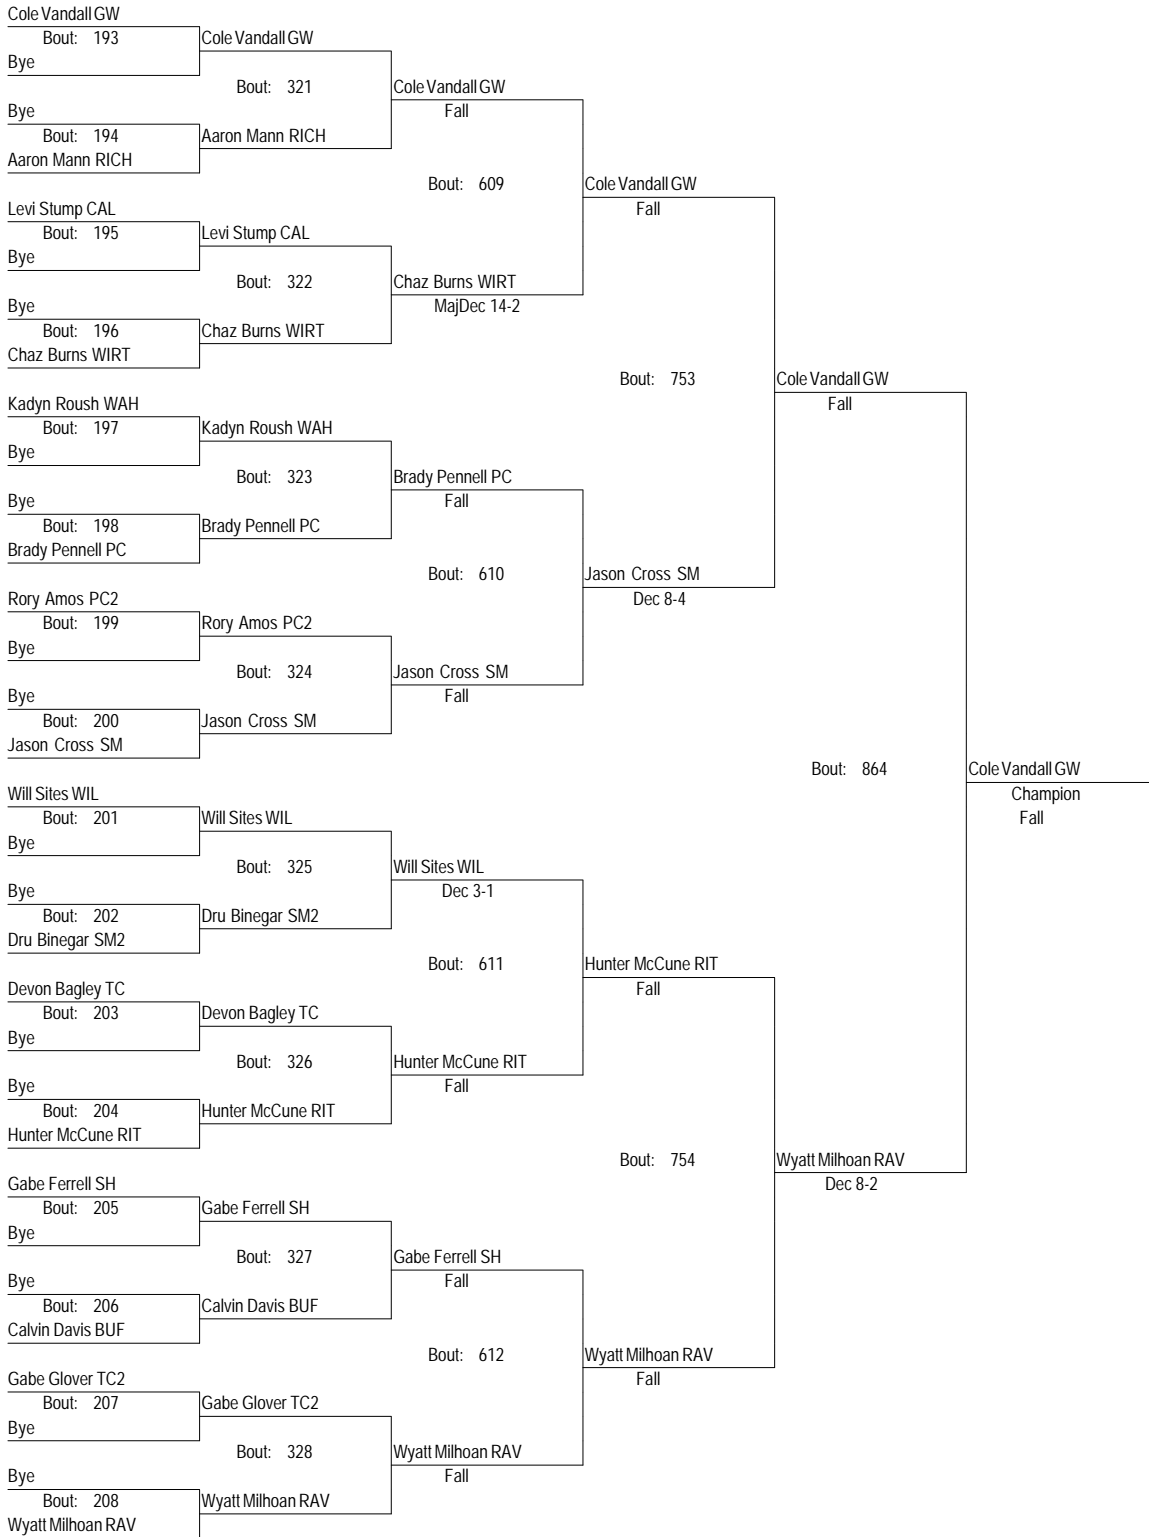 Cole Vandall GW
Bout: 193
Cole Vandall GW
Bye
Bout: 321
Cole Vandall GW
Bye
Fall
Bout: 194
Aaron Mann RICH
Aaron Mann RICH
Bout: 609
Cole Vandall GW
Levi Stump CAL
Fall
Bout: 195
Levi Stump CAL
Bye
Bout: 322
Chaz Burns WIRT
Bye
MajDec 14-2
Bout: 196
Chaz Burns WIRT
Chaz Burns WIRT
Bout: 753
Cole Vandall GW
Kadyn Roush WAH
Fall
Bout: 197
Kadyn Roush WAH
Bye
Bout: 323
Brady Pennell PC
Bye
Fall
Bout: 198
Brady Pennell PC
Brady Pennell PC
Bout: 610
Jason Cross SM
Rory Amos PC2
Dec 8-4
Bout: 199
Rory Amos PC2
Bye
Bout: 324
Jason Cross SM
Bye
Fall
Bout: 200
Jason Cross SM
Jason Cross SM
Bout: 864
Cole Vandall GW
Will Sites WIL
Champion
Bout: 201
Will Sites WIL
Fall
Bye
Bout: 325
Will Sites WIL
Bye
Dec 3-1
Bout: 202
Dru Binegar SM2
Dru Binegar SM2
Bout: 611
Hunter McCune RIT
Devon Bagley TC
Fall
Bout: 203
Devon Bagley TC
Bye
Bout: 326
Hunter McCune RIT
Bye
Fall
Bout: 204
Hunter McCune RIT
Hunter McCune RIT
Bout: 754
Wyatt Milhoan RAV
Gabe Ferrell SH
Dec 8-2
Bout: 205
Gabe Ferrell SH
Bye
Bout: 327
Gabe Ferrell SH
Bye
Fall
Bout: 206
Calvin Davis BUF
Calvin Davis BUF
Bout: 612
Wyatt Milhoan RAV
Gabe Glover TC2
Fall
Bout: 207
Gabe Glover TC2
Bye
Bout: 328
Wyatt Milhoan RAV
Bye
Fall
Bout: 208
Wyatt Milhoan RAV
Wyatt Milhoan RAV